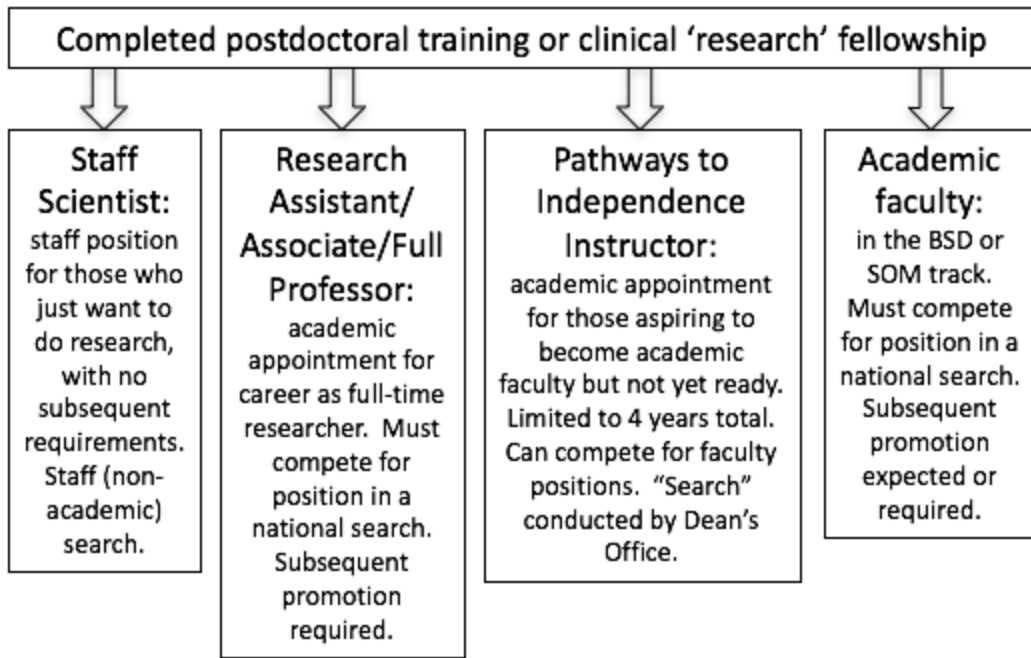 Completed postdoctoral training or clinical ‘research’ fellowship
Staff
Scientist:
staff position
for those who
just want to
do research,
with no
subsequent
requirements.
Staff (non-
academic)
search.
Research
Assistant/
Associate/Full
Professor:
academic
appointment for
career as full-time
researcher.  Must
compete for
position in a
national search.
Subsequent
promotion
required.
Pathways to
Independence
Instructor:
academic appointment
for those aspiring to
become academic
faculty but not yet ready.
Limited to 4 years total.
Can compete for faculty
positions.  “Search”
conducted by Dean’s
Office.
Academic
faculty:
in the BSD or
SOM track.
Must compete
for position in a
national search.
Subsequent
promotion
expected or
required.